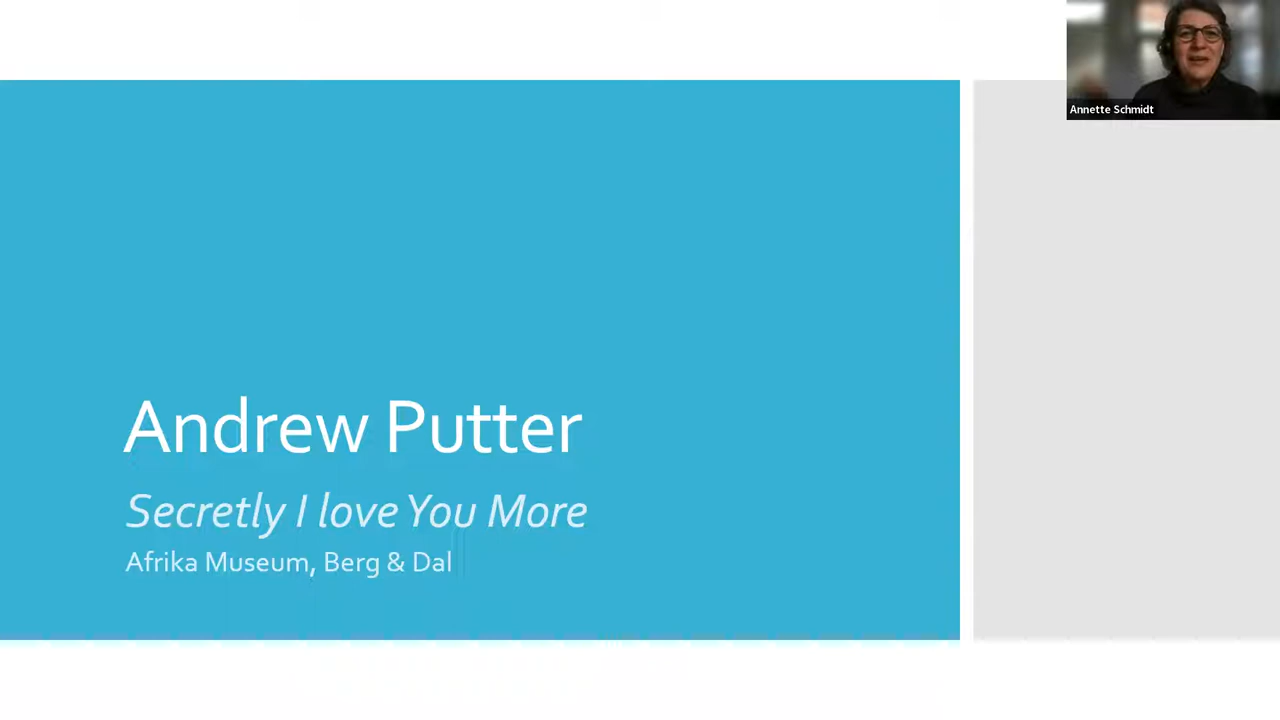 Annette Schmidt
Andrew Putter
Secretly I love You More
Afrika Museum, Berg & Dal